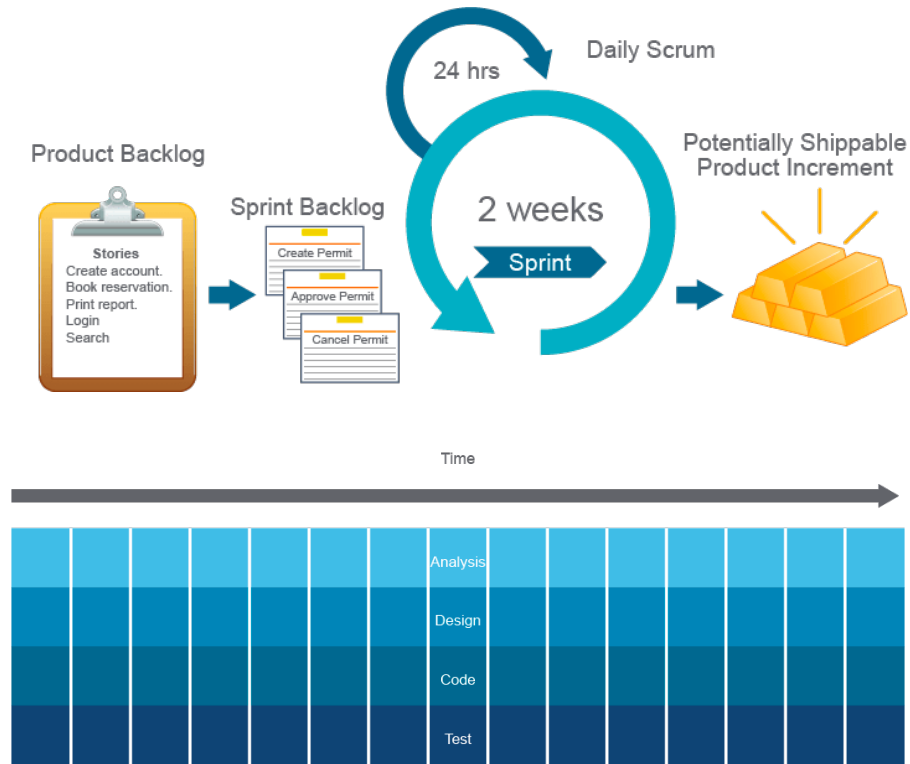 24 hrs
Daily Scrum
Product Backlog
Potentially Shippable
Product Increment
Sprint Backlog
2 weeks
Sprint
Stories
Create account.
Book reservation.
Print report.
Login
Search
Create Permit
Approve Permit
Cancel Permit
Time
Analysis
Design
Code
Test